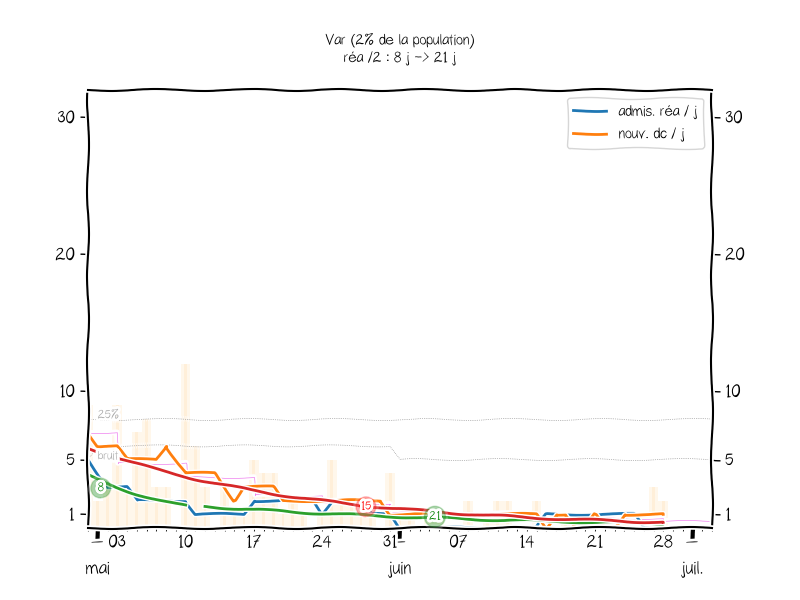 Var (2% de la population)
réa /2 : 8 j -> 21 j
admis. réa / j
nouv. dc / j
30
30
20
20
10
10
25%
5
bruit
5
8
15
21
1
1
03 10 17 24 31 07 14 21 28
mai juin juil.